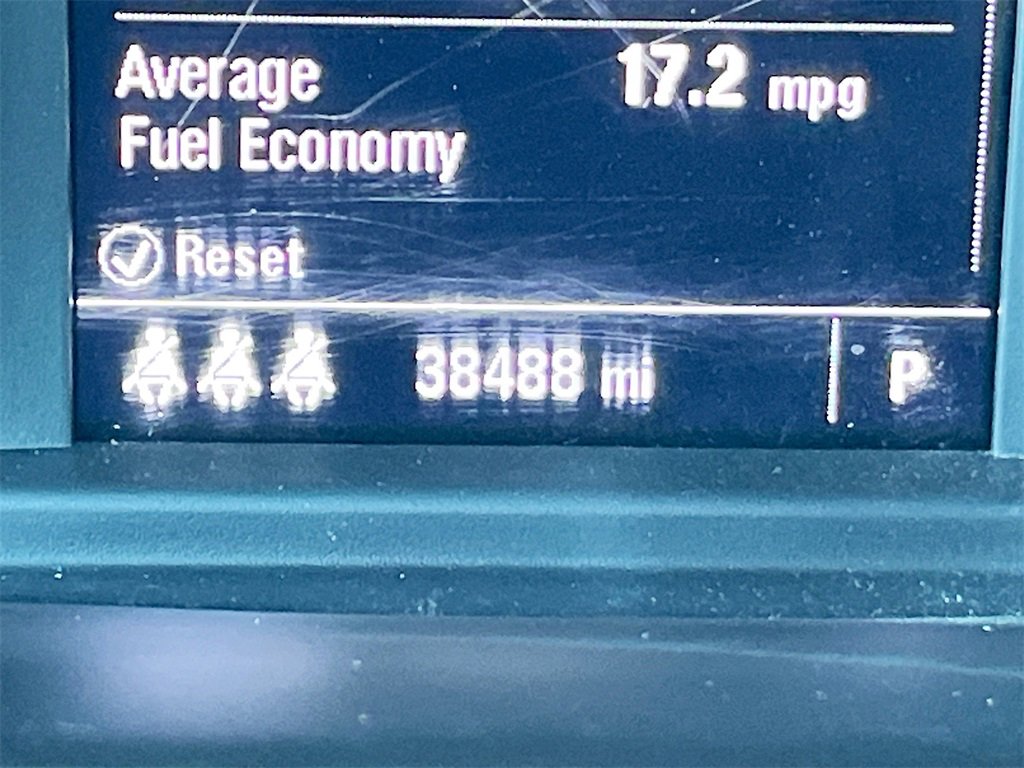 Average 17.2 mpg
Fuel Economy
Reset
38488 mi P